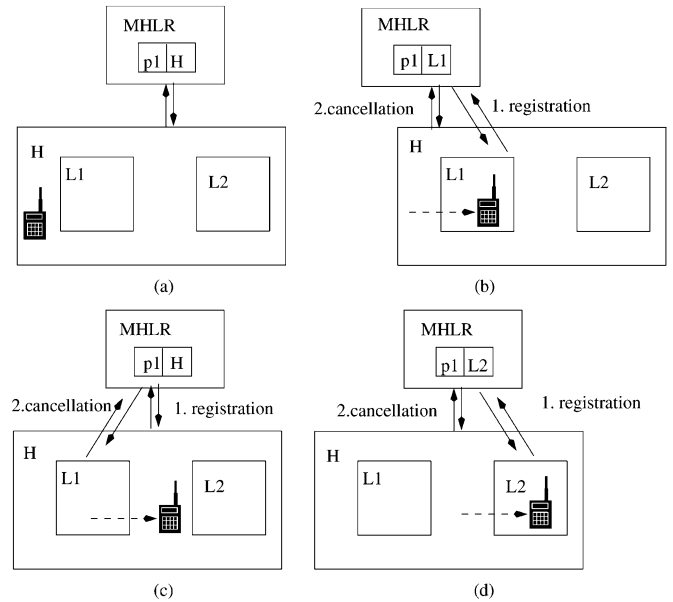 MHLR
p1 H
H
L1
L2
(a)
MHLR
p1 L1
2.cancellation
1. registration
H
L1
L2
(b)
MHLR
p1 H
2.cancellation
1. registration
H
L1
L2
(c)
MHLR
p1 L2
2.cancellation
1. registration
H
L1
L2
(d)